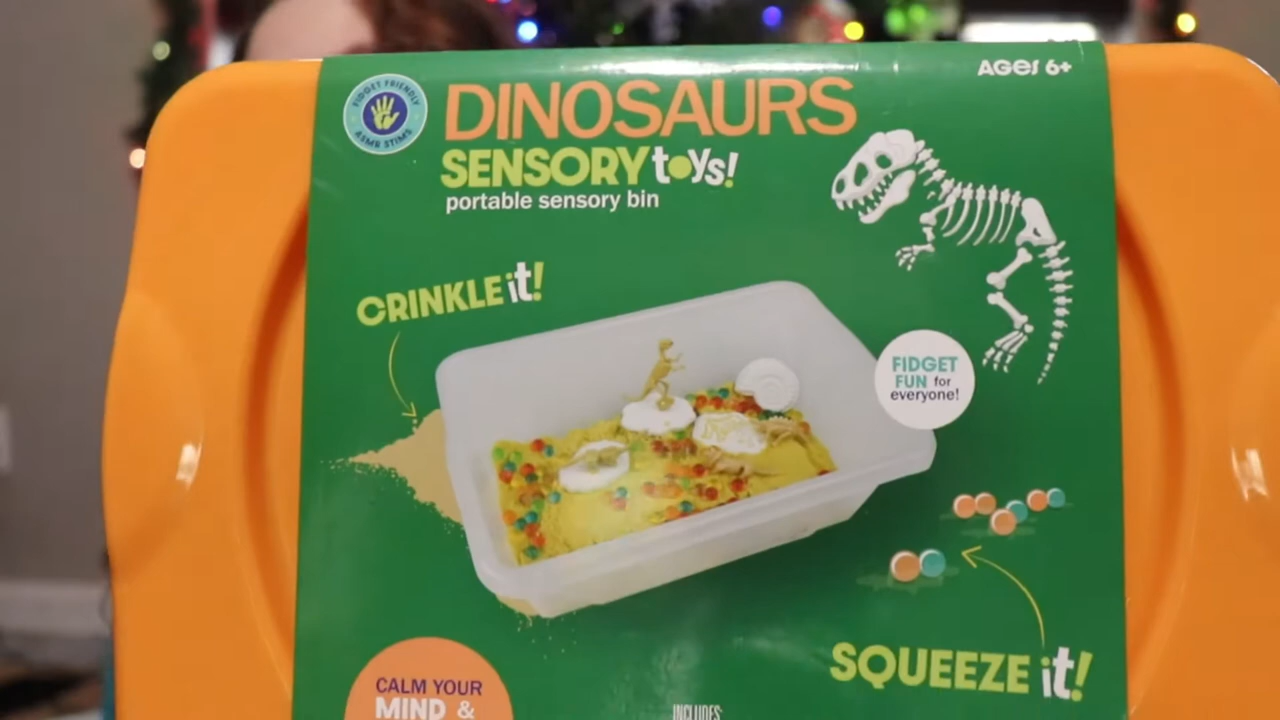 AGES 6+
FIDGET FRIENDLY
ASMR STIMS
DINOSAURS
SENSORY toys!
portable sensory bin
CRINKLE it!
FIDGET
FUN for
everyone!
SQUEEZE it!
CALM YOUR
MIND &
INCLUDES: